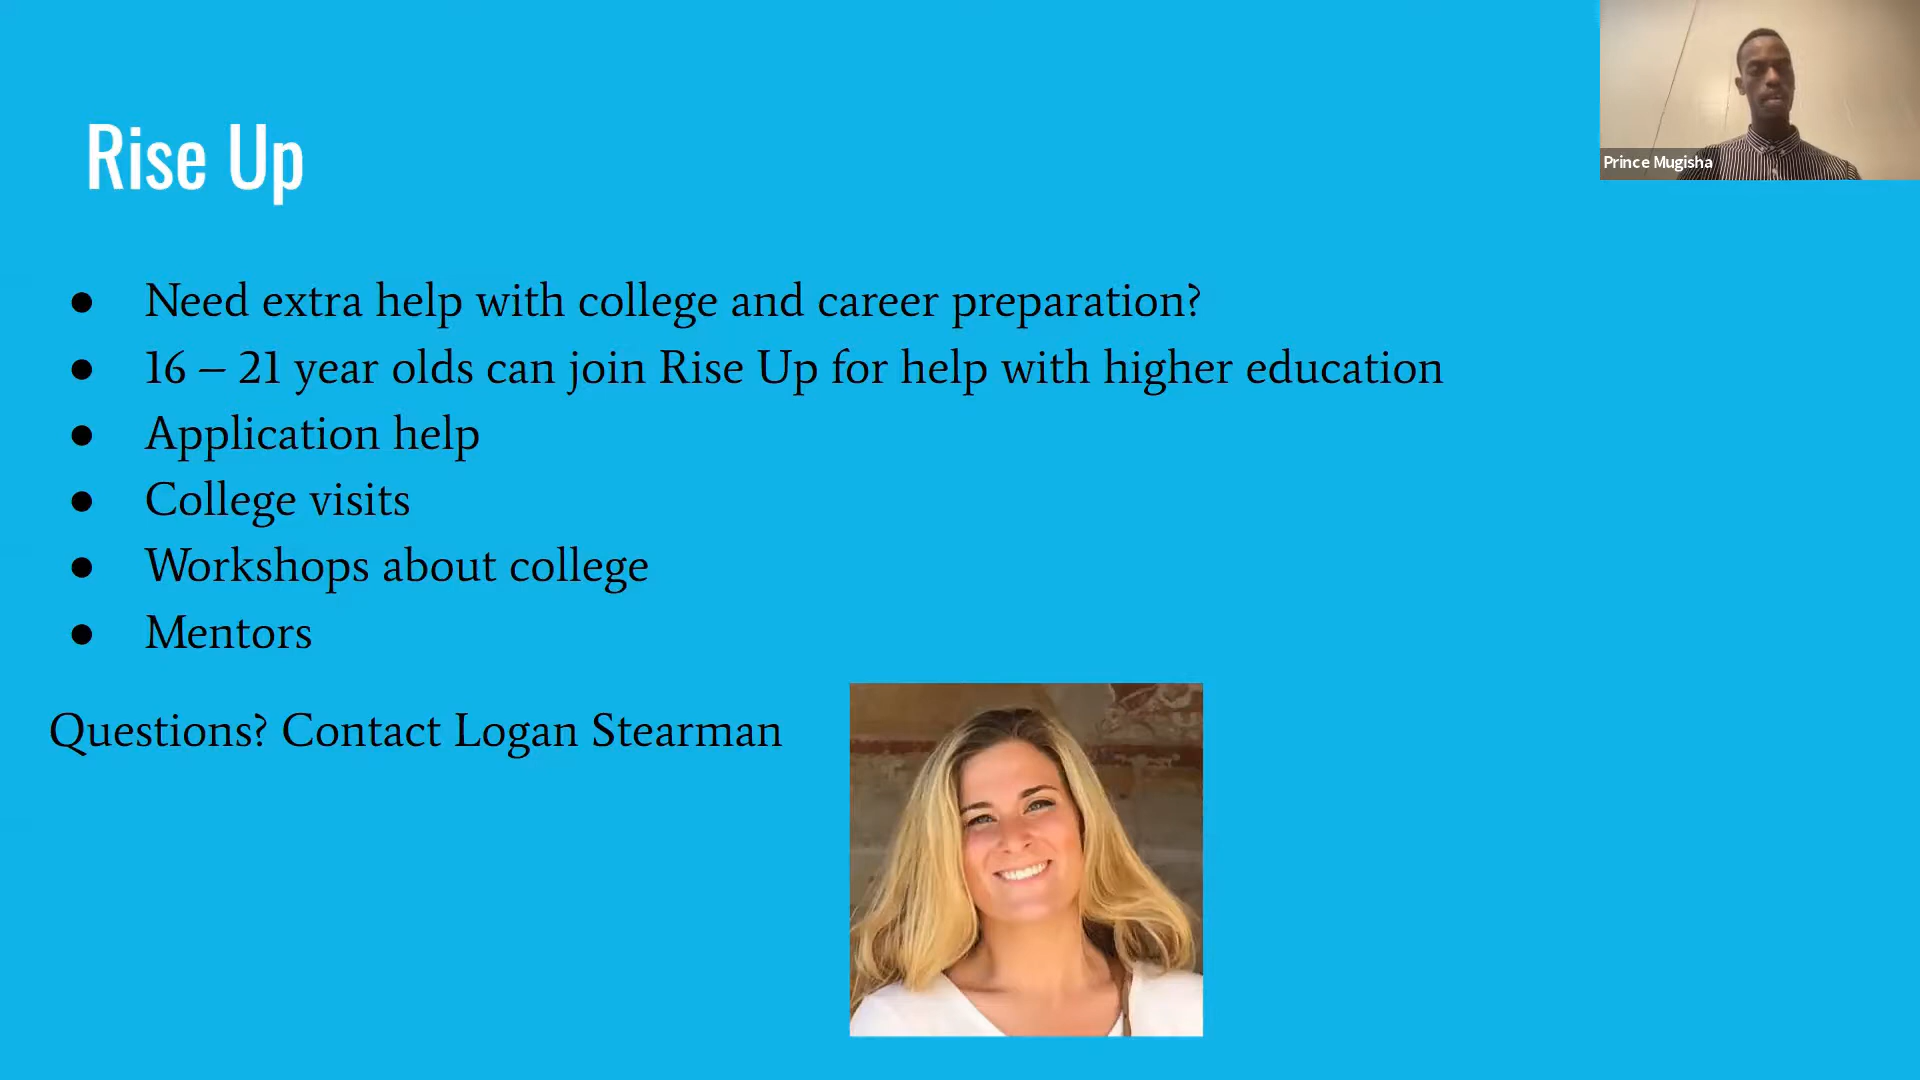 Rise Up
● Need extra help with college and career preparation?
● 16 – 21 year olds can join Rise Up for help with higher education
● Application help
● College visits
● Workshops about college
● Mentors
Questions? Contact Logan Stearman
Prince Mugisha